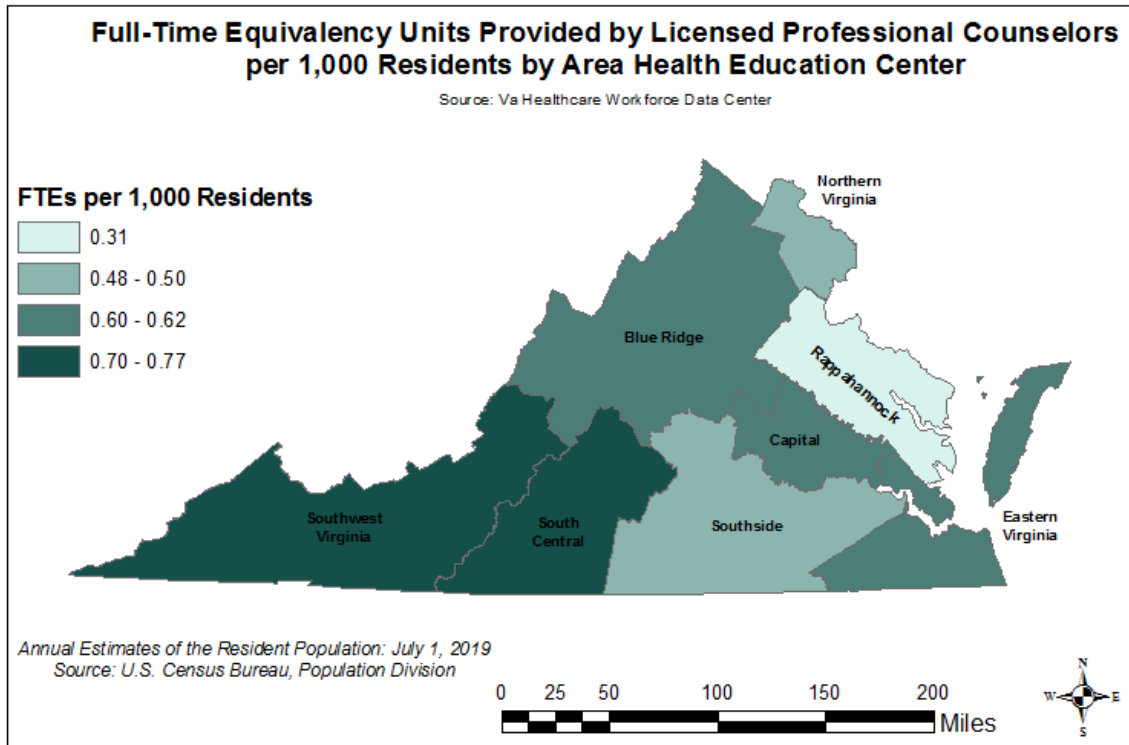 Full-Time Equivalency Units Provided by Licensed Professional Counselors
per 1,000 Residents by Area Health Education Center
Source: Va Healthcare Workforce Data Center
FTEs per 1,000 Residents
0.31
0.48 - 0.50
0.60 - 0.62
0.70 - 0.77
Northern
Virginia
Blue Ridge
Rappahannock
Capital
Southwest
Virginia
South
Central
Southside
Eastern
Virginia
Annual Estimates of the Resident Population: July 1, 2019
Source: U.S. Census Bureau, Population Division
0 25 50 100 150 200
Miles
N
W E
S